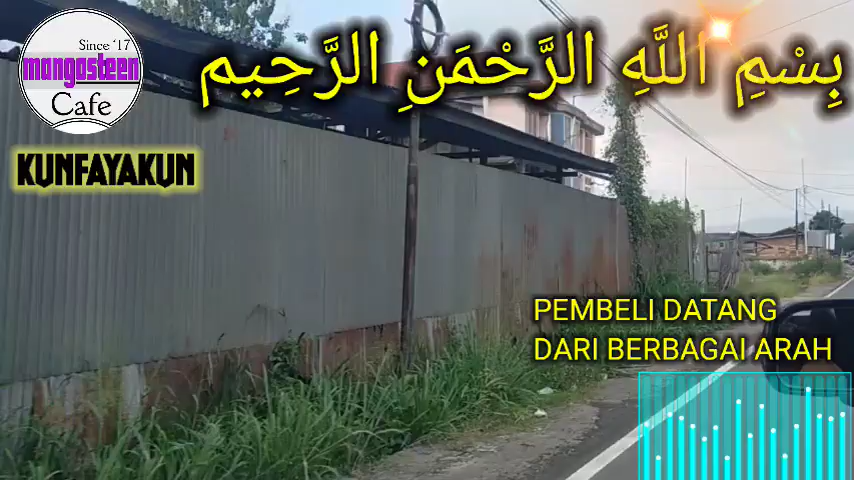 Since '17
mangosteen
Cafe
بِسْمِ اللَّهِ الرَّحْمَنِ الرَّحِيم
KUNFAYAKUN
PEMBELI DATANG
DARI BERBAGAI ARAH